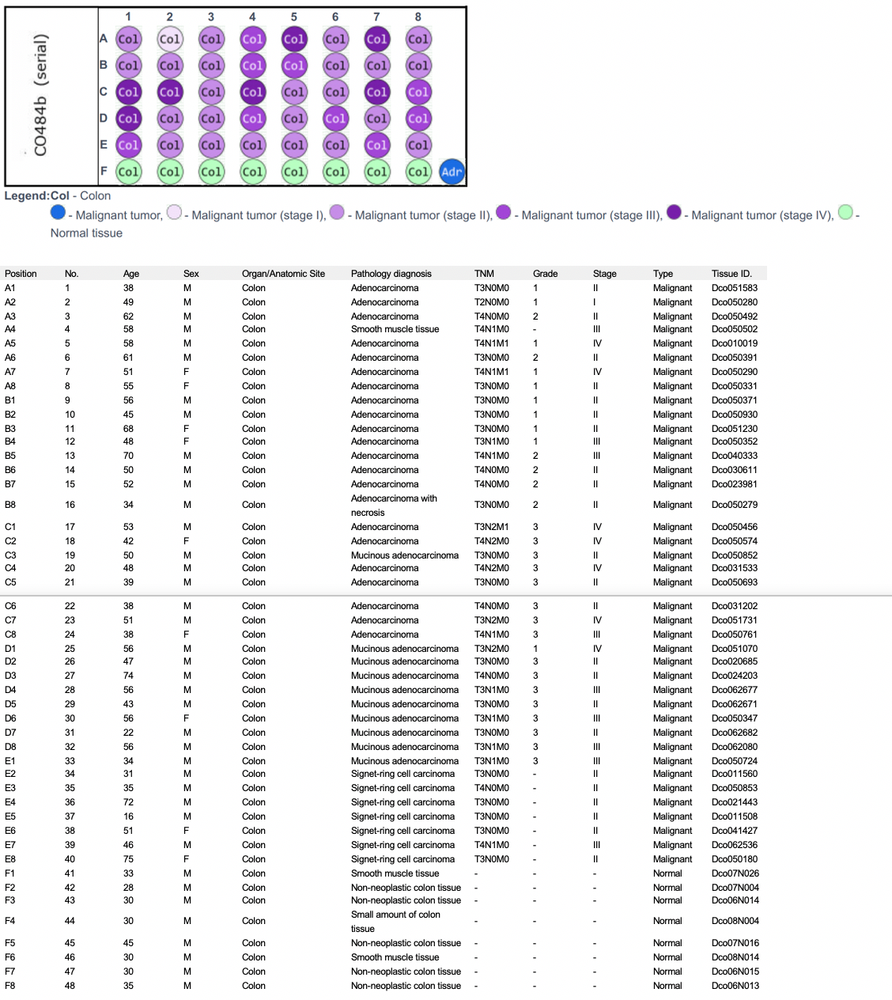 1 2 3 4 5 6 7 8
CO484b (serial)
A Col Col Col Col Col Col Col Col
B Col Col Col Col Col Col Col Col
C Col Col Col Col Col Col Col Col
D Col Col Col Col Col Col Col Col
E Col Col Col Col Col Col Col Col
F Col Col Col Col Col Col Col Col Adr
Legend:Col - Colon
- Malignant tumor, - Malignant tumor (stage I), - Malignant tumor (stage II), - Malignant tumor (stage III), - Malignant tumor (stage IV), -
Normal tissue
Position No. Age Sex Organ/Anatomic Site Pathology diagnosis TNM Grade Stage Type Tissue ID.
A1 1 38 M Colon Adenocarcinoma T3N0M0 1 II Malignant Dco051583
A2 2 49 M Colon Adenocarcinoma T2N0M0 1 I Malignant Dco050280
A3 3 62 M Colon Adenocarcinoma T4N0M0 2 II Malignant Dco050492
A4 4 58 M Colon Smooth muscle tissue T4N1M0 - III Malignant Dco050502
A5 5 58 M Colon Adenocarcinoma T4N1M1 1 IV Malignant Dco010019
A6 6 61 M Colon Adenocarcinoma T3N0M0 2 II Malignant Dco050391
A7 7 51 F Colon Adenocarcinoma T4N1M1 1 IV Malignant Dco050290
A8 8 55 F Colon Adenocarcinoma T3N0M0 1 II Malignant Dco050331
B1 9 56 M Colon Adenocarcinoma T3N0M0 1 II Malignant Dco050371
B2 10 45 M Colon Adenocarcinoma T3N0M0 1 II Malignant Dco050930
B3 11 68 F Colon Adenocarcinoma T3N0M0 1 II Malignant Dco051230
B4 12 48 F Colon Adenocarcinoma T3N1M0 1 III Malignant Dco050352
B5 13 70 M Colon Adenocarcinoma T4N1M0 2 III Malignant Dco040333
B6 14 50 M Colon Adenocarcinoma T4N0M0 2 II Malignant Dco030611
B7 15 52 M Colon Adenocarcinoma T4N0M0 2 II Malignant Dco023981
B8 16 34 M Colon Adenocarcinoma with necrosis T3N0M0 2 II Malignant Dco050279
C1 17 53 M Colon Adenocarcinoma T3N2M1 3 IV Malignant Dco050456
C2 18 42 F Colon Adenocarcinoma T4N2M0 3 IV Malignant Dco050574
C3 19 50 M Colon Mucinous adenocarcinoma T3N0M0 3 II Malignant Dco050852
C4 20 48 M Colon Adenocarcinoma T4N2M0 3 IV Malignant Dco031533
C5 21 39 M Colon Adenocarcinoma T3N0M0 3 II Malignant Dco050693
C6 22 38 M Colon Adenocarcinoma T4N0M0 3 II Malignant Dco031202
C7 23 51 M Colon Adenocarcinoma T3N2M0 3 IV Malignant Dco051731
C8 24 38 F Colon Adenocarcinoma T4N1M0 3 III Malignant Dco050761
D1 25 56 M Colon Mucinous adenocarcinoma T3N2M0 1 IV Malignant Dco051070
D2 26 47 M Colon Mucinous adenocarcinoma T3N0M0 3 II Malignant Dco020685
D3 27 74 M Colon Mucinous adenocarcinoma T4N0M0 3 II Malignant Dco024203
D4 28 56 M Colon Mucinous adenocarcinoma T3N1M0 3 III Malignant Dco062677
D5 29 43 M Colon Mucinous adenocarcinoma T3N0M0 3 II Malignant Dco062671
D6 30 56 F Colon Mucinous adenocarcinoma T3N1M0 3 III Malignant Dco050347
D7 31 22 M Colon Mucinous adenocarcinoma T3N0M0 3 II Malignant Dco062682
D8 32 56 M Colon Mucinous adenocarcinoma T3N1M0 3 III Malignant Dco062080
E1 33 34 M Colon Mucinous adenocarcinoma T3N1M0 3 III Malignant Dco050724
E2 34 31 M Colon Signet-ring cell carcinoma T3N0M0 - II Malignant Dco011560
E3 35 35 M Colon Signet-ring cell carcinoma T4N0M0 - II Malignant Dco050853
E4 36 72 M Colon Signet-ring cell carcinoma T3N0M0 - II Malignant Dco021443
E5 37 16 M Colon Signet-ring cell carcinoma T3N0M0 - II Malignant Dco011508
E6 38 51 F Colon Signet-ring cell carcinoma T3N0M0 - II Malignant Dco041427
E7 39 46 M Colon Signet-ring cell carcinoma T4N1M0 - III Malignant Dco062536
E8 40 75 F Colon Signet-ring cell carcinoma T3N0M0 - II Malignant Dco050180
F1 41 33 M Colon Smooth muscle tissue - - - Normal Dco07N026
F2 42 28 M Colon Non-neoplastic colon tissue - - - Normal Dco07N004
F3 43 30 M Colon Non-neoplastic colon tissue - - - Normal Dco06N014
F4 44 30 M Colon Small amount of colon tissue - - - Normal Dco08N004
F5 45 45 M Colon Non-neoplastic colon tissue - - - Normal Dco07N016
F6 46 30 M Colon Smooth muscle tissue - - - Normal Dco08N014
F7 47 30 M Colon Non-neoplastic colon tissue - - - Normal Dco06N015
F8 48 35 M Colon Non-neoplastic colon tissue - - - Normal Dco06N013